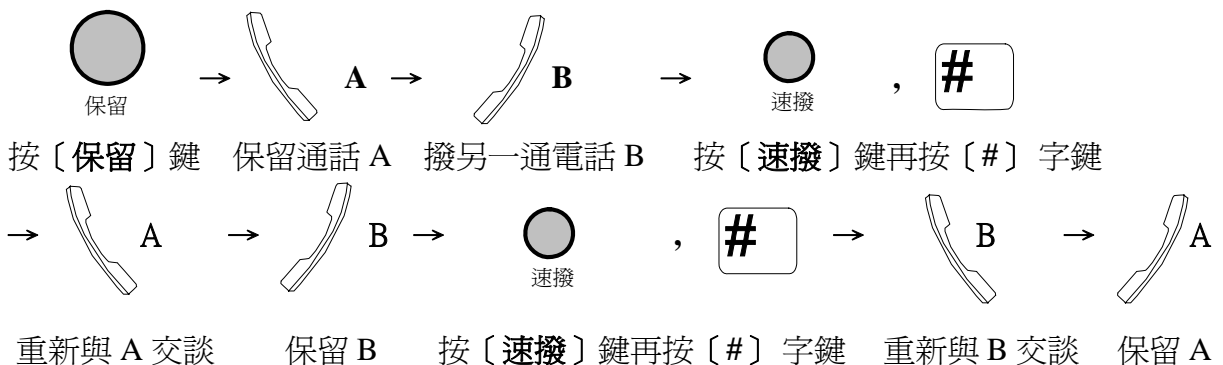 → A → B → , #
保留 速撥
按〔保留〕鍵 保留通話 A 撥另一通電話 B 按〔速撥〕鍵再按〔#〕字鍵
→ A → B → , # → B → A
速撥
重新與 A 交談 保留 B 按〔速撥〕鍵再按〔#〕字鍵 重新與 B 交談 保留 A